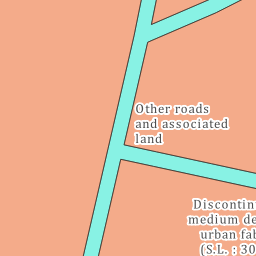 Other roads
and associated
land
Discontin
medium de
urban fab
(S.L. : 30